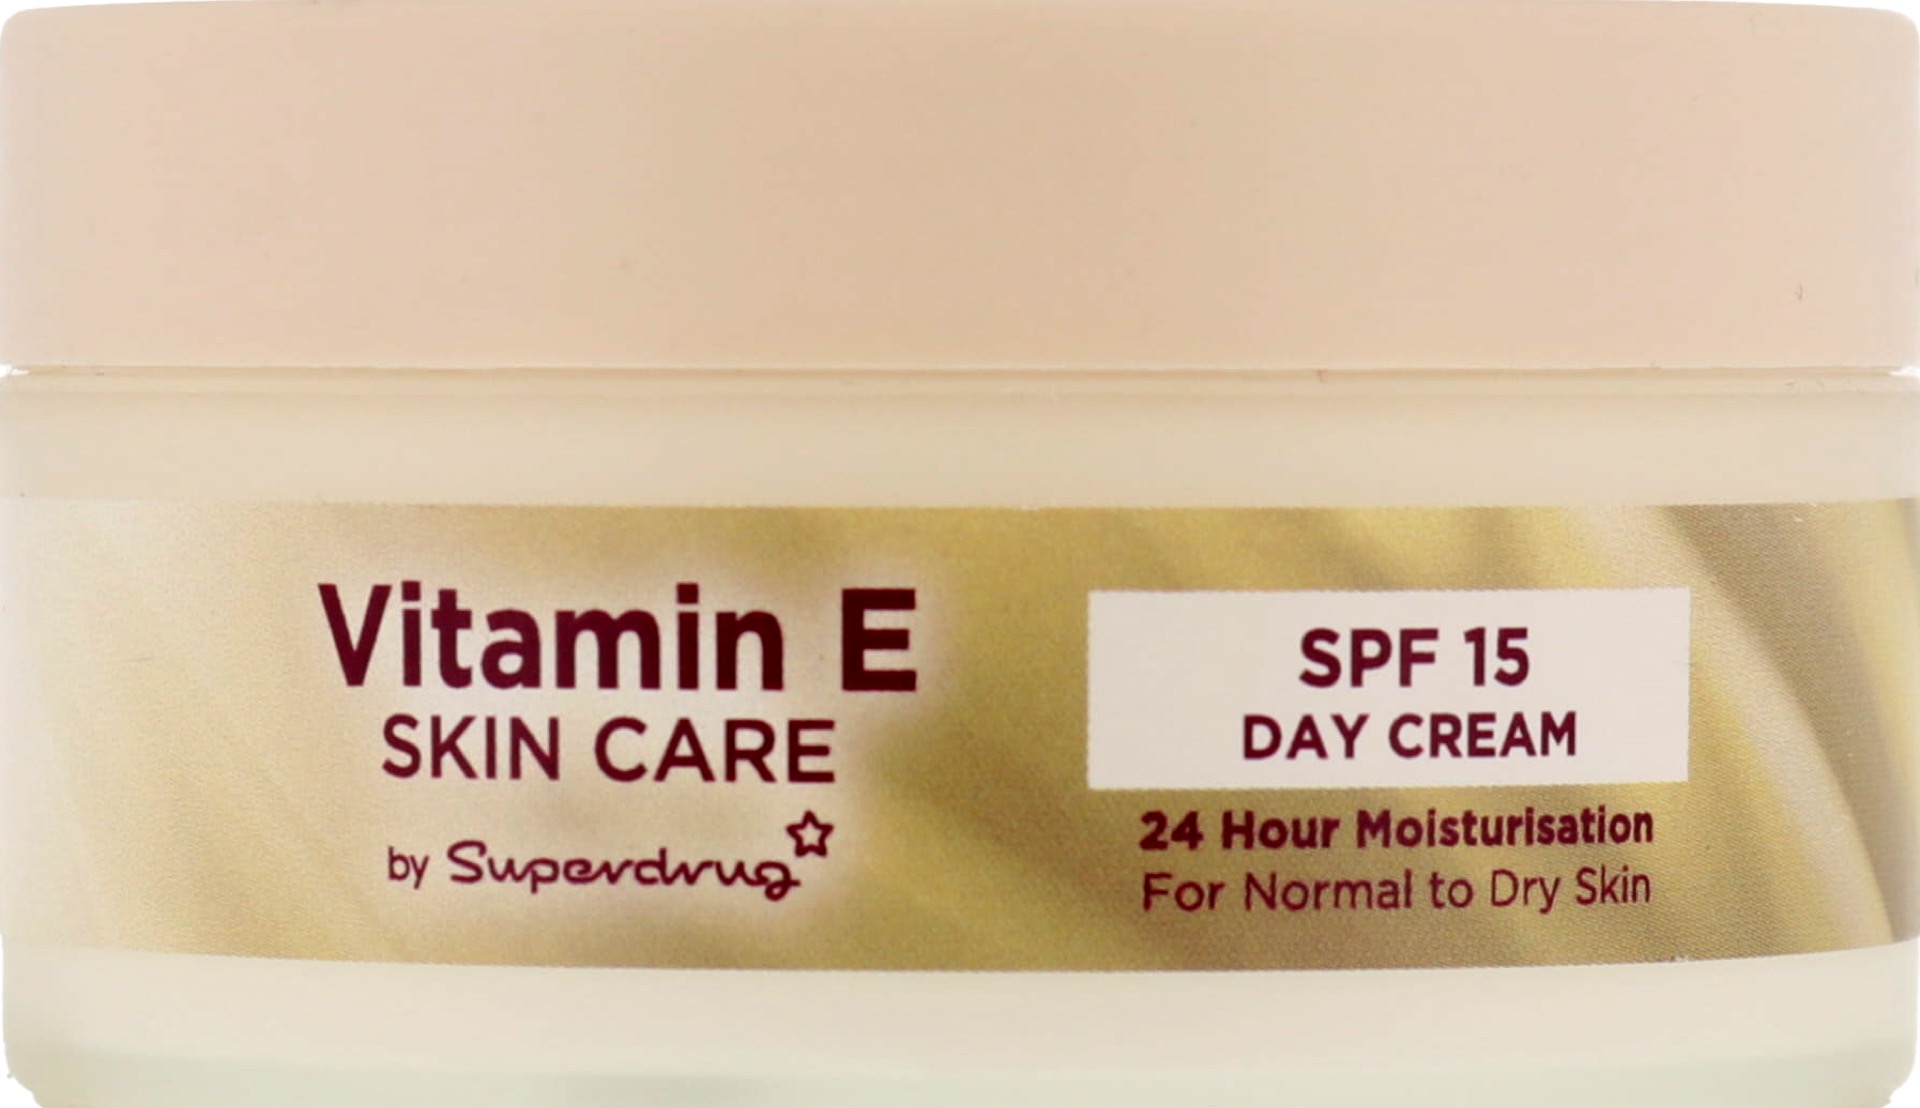 Vitamin E
SKIN CARE
by Superdrug
SPF 15
DAY CREAM
24 Hour Moisturisation
For Normal to Dry Skin